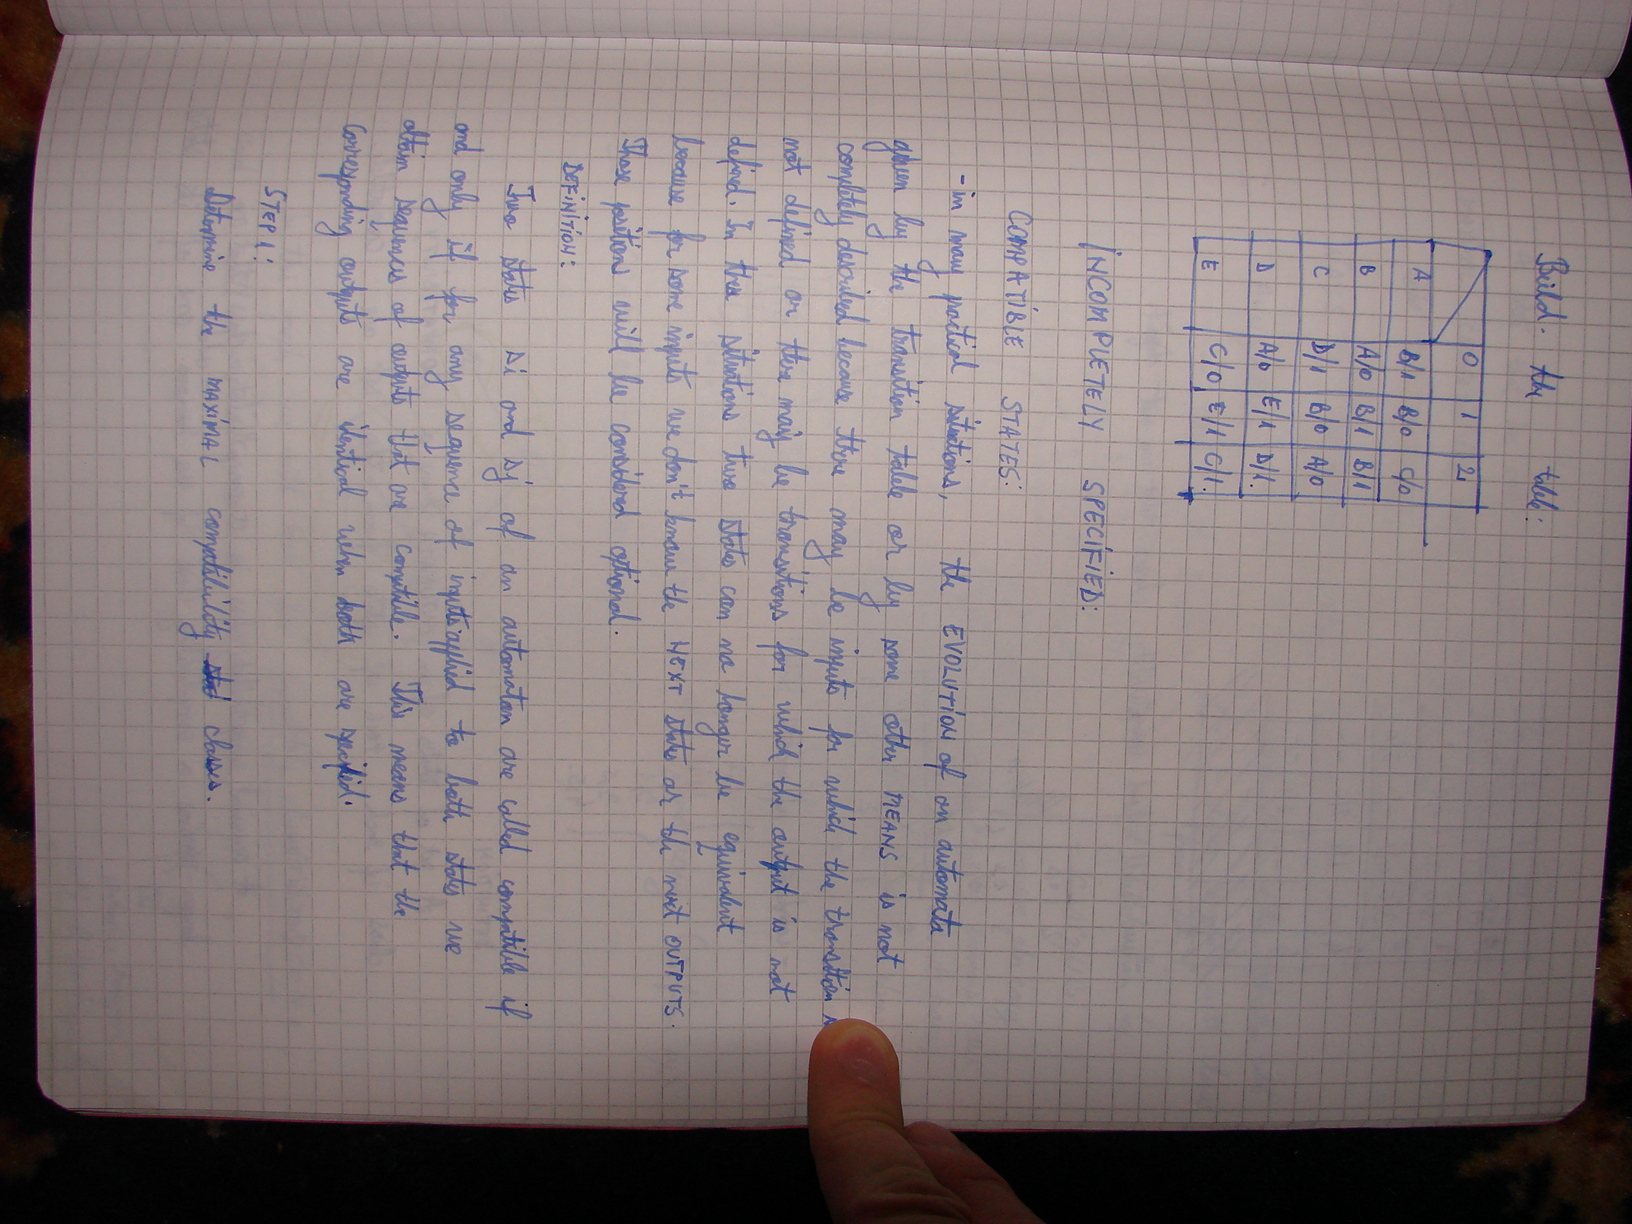 Build. the table:
0 1 2
A B/1 B/0 C/0
B A/0 B/1 B/1
C D/1 B/0 A/0
D A/0 E/1 D/1.
E C/0 E/1 C/1.
INCOMPLETELY SPECIFIED:
COMPATIBLE STATES:
- in many practical situations, the EVOLUTION of an automata
given by the transition table or by some other MEANS is not
completely described because there may be inputs for which the transition
not defined or there may be transitions for which the output is not
defined. In this situations two states can no longer be equivalent
because for some inputs we don't know the NEXT state or the next OUTPUTS.
Those positions will be considered optional.
DEFINITION:
Two states si and sj of an automaton are called compatible if
and only if for any sequence of inputs applied to both states we
obtain sequences of outputs that are compatible. This means that the
corresponding outputs are identical when both are specified.
STEP 1:
Determine the MAXIMAL compatibility classes.